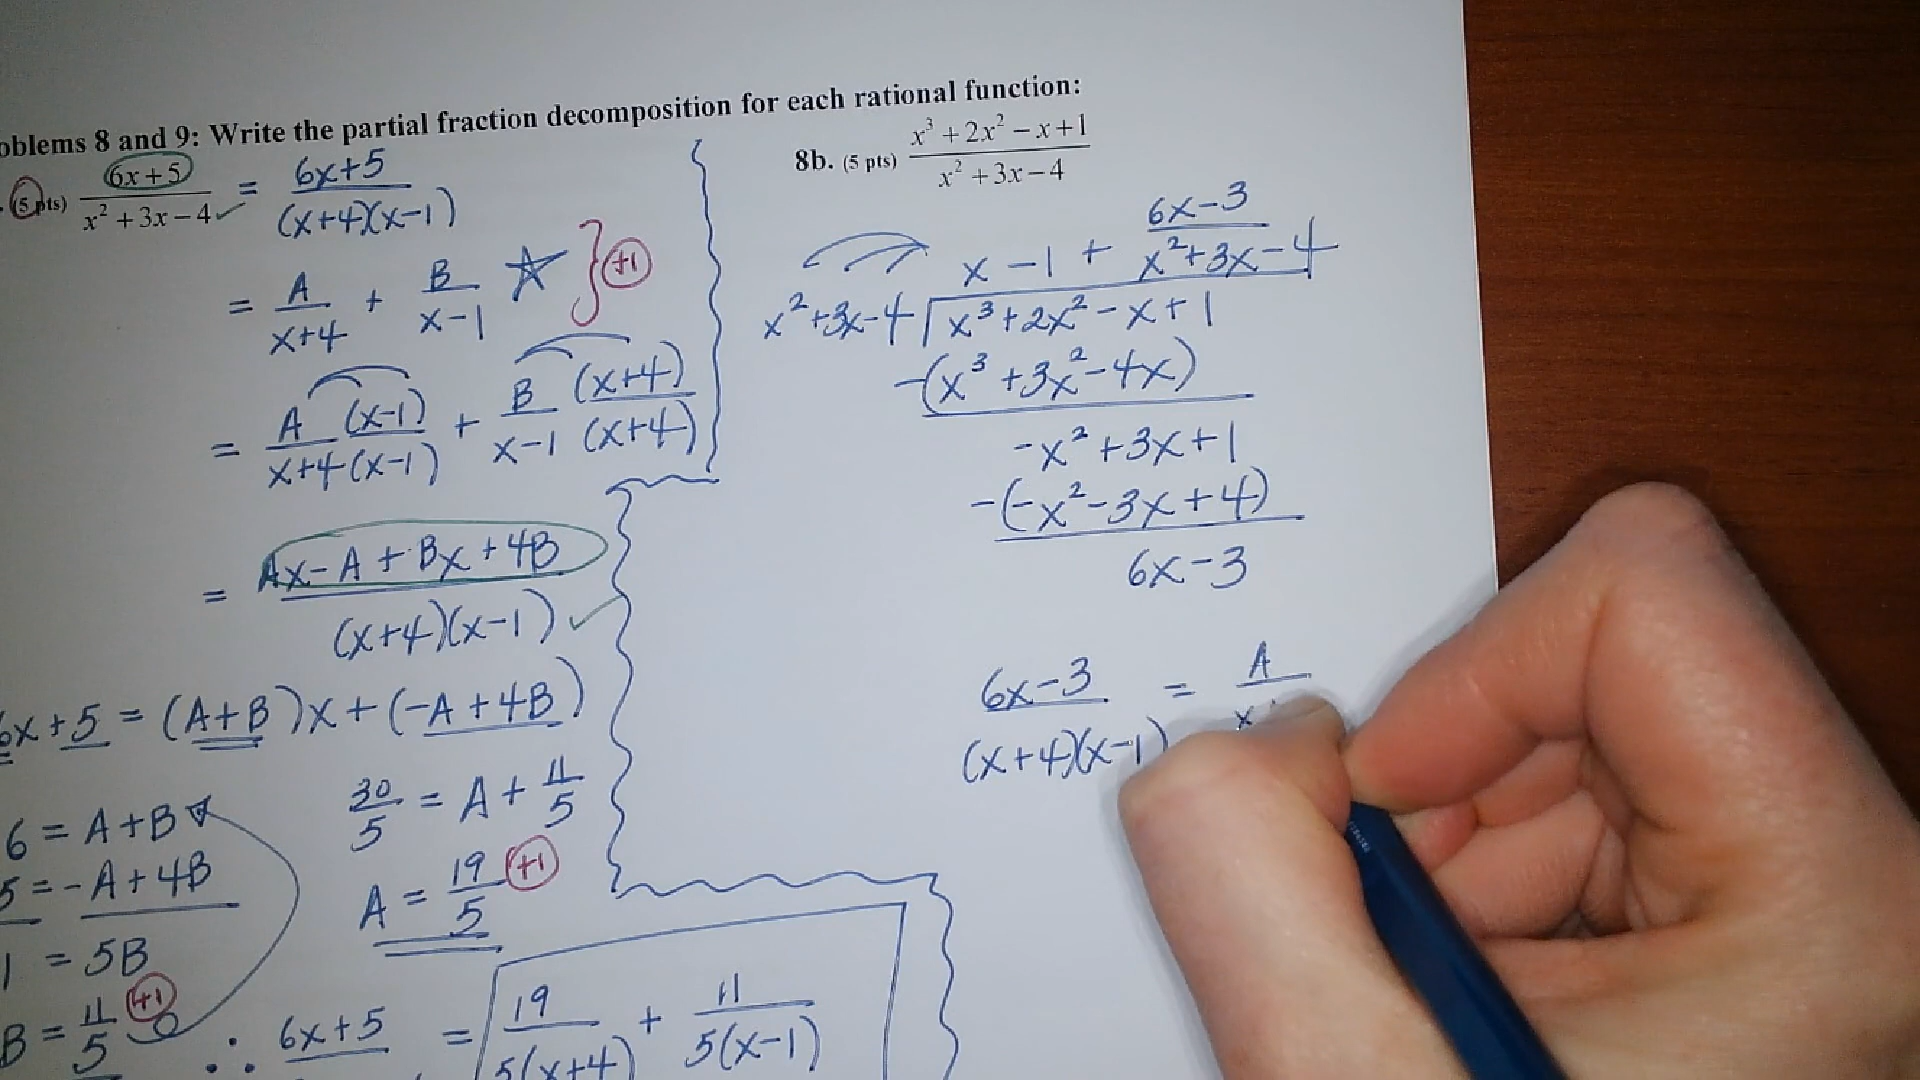 oblems 8 and 9: Write the partial fraction decomposition for each rational function:
(5 pts) 6x+5 / x² + 3x – 4 ✓ = 6x+5 / (x+4)(x-1)
= A / x+4 + B / x-1 ☆ } +1
= A (x-1) / x+4 (x-1) + B (x+4) / x-1 (x+4)
= Ax - A + Bx + 4B / (x+4)(x-1) ✓
6x+5 = (A+B)x + (-A+4B)
6 = A+B
5 = -A+4B
1 = 5B
B = 11/5 +1
30/5 = A + 11/5
A = 19/5 +1
∴ 6x+5 = 19 / 5(x+4) + 11 / 5(x-1)
8b. (5 pts) x³ + 2x² – x + 1 / x² + 3x – 4
x - 1 + 6x-3 / x²+3x-4
x²+3x-4 x³+2x²-x+1
-(x³+3x²-4x)
-x²+3x+1
-(-x²-3x+4)
6x-3
6x-3 / (x+4)(x-1) = A / x